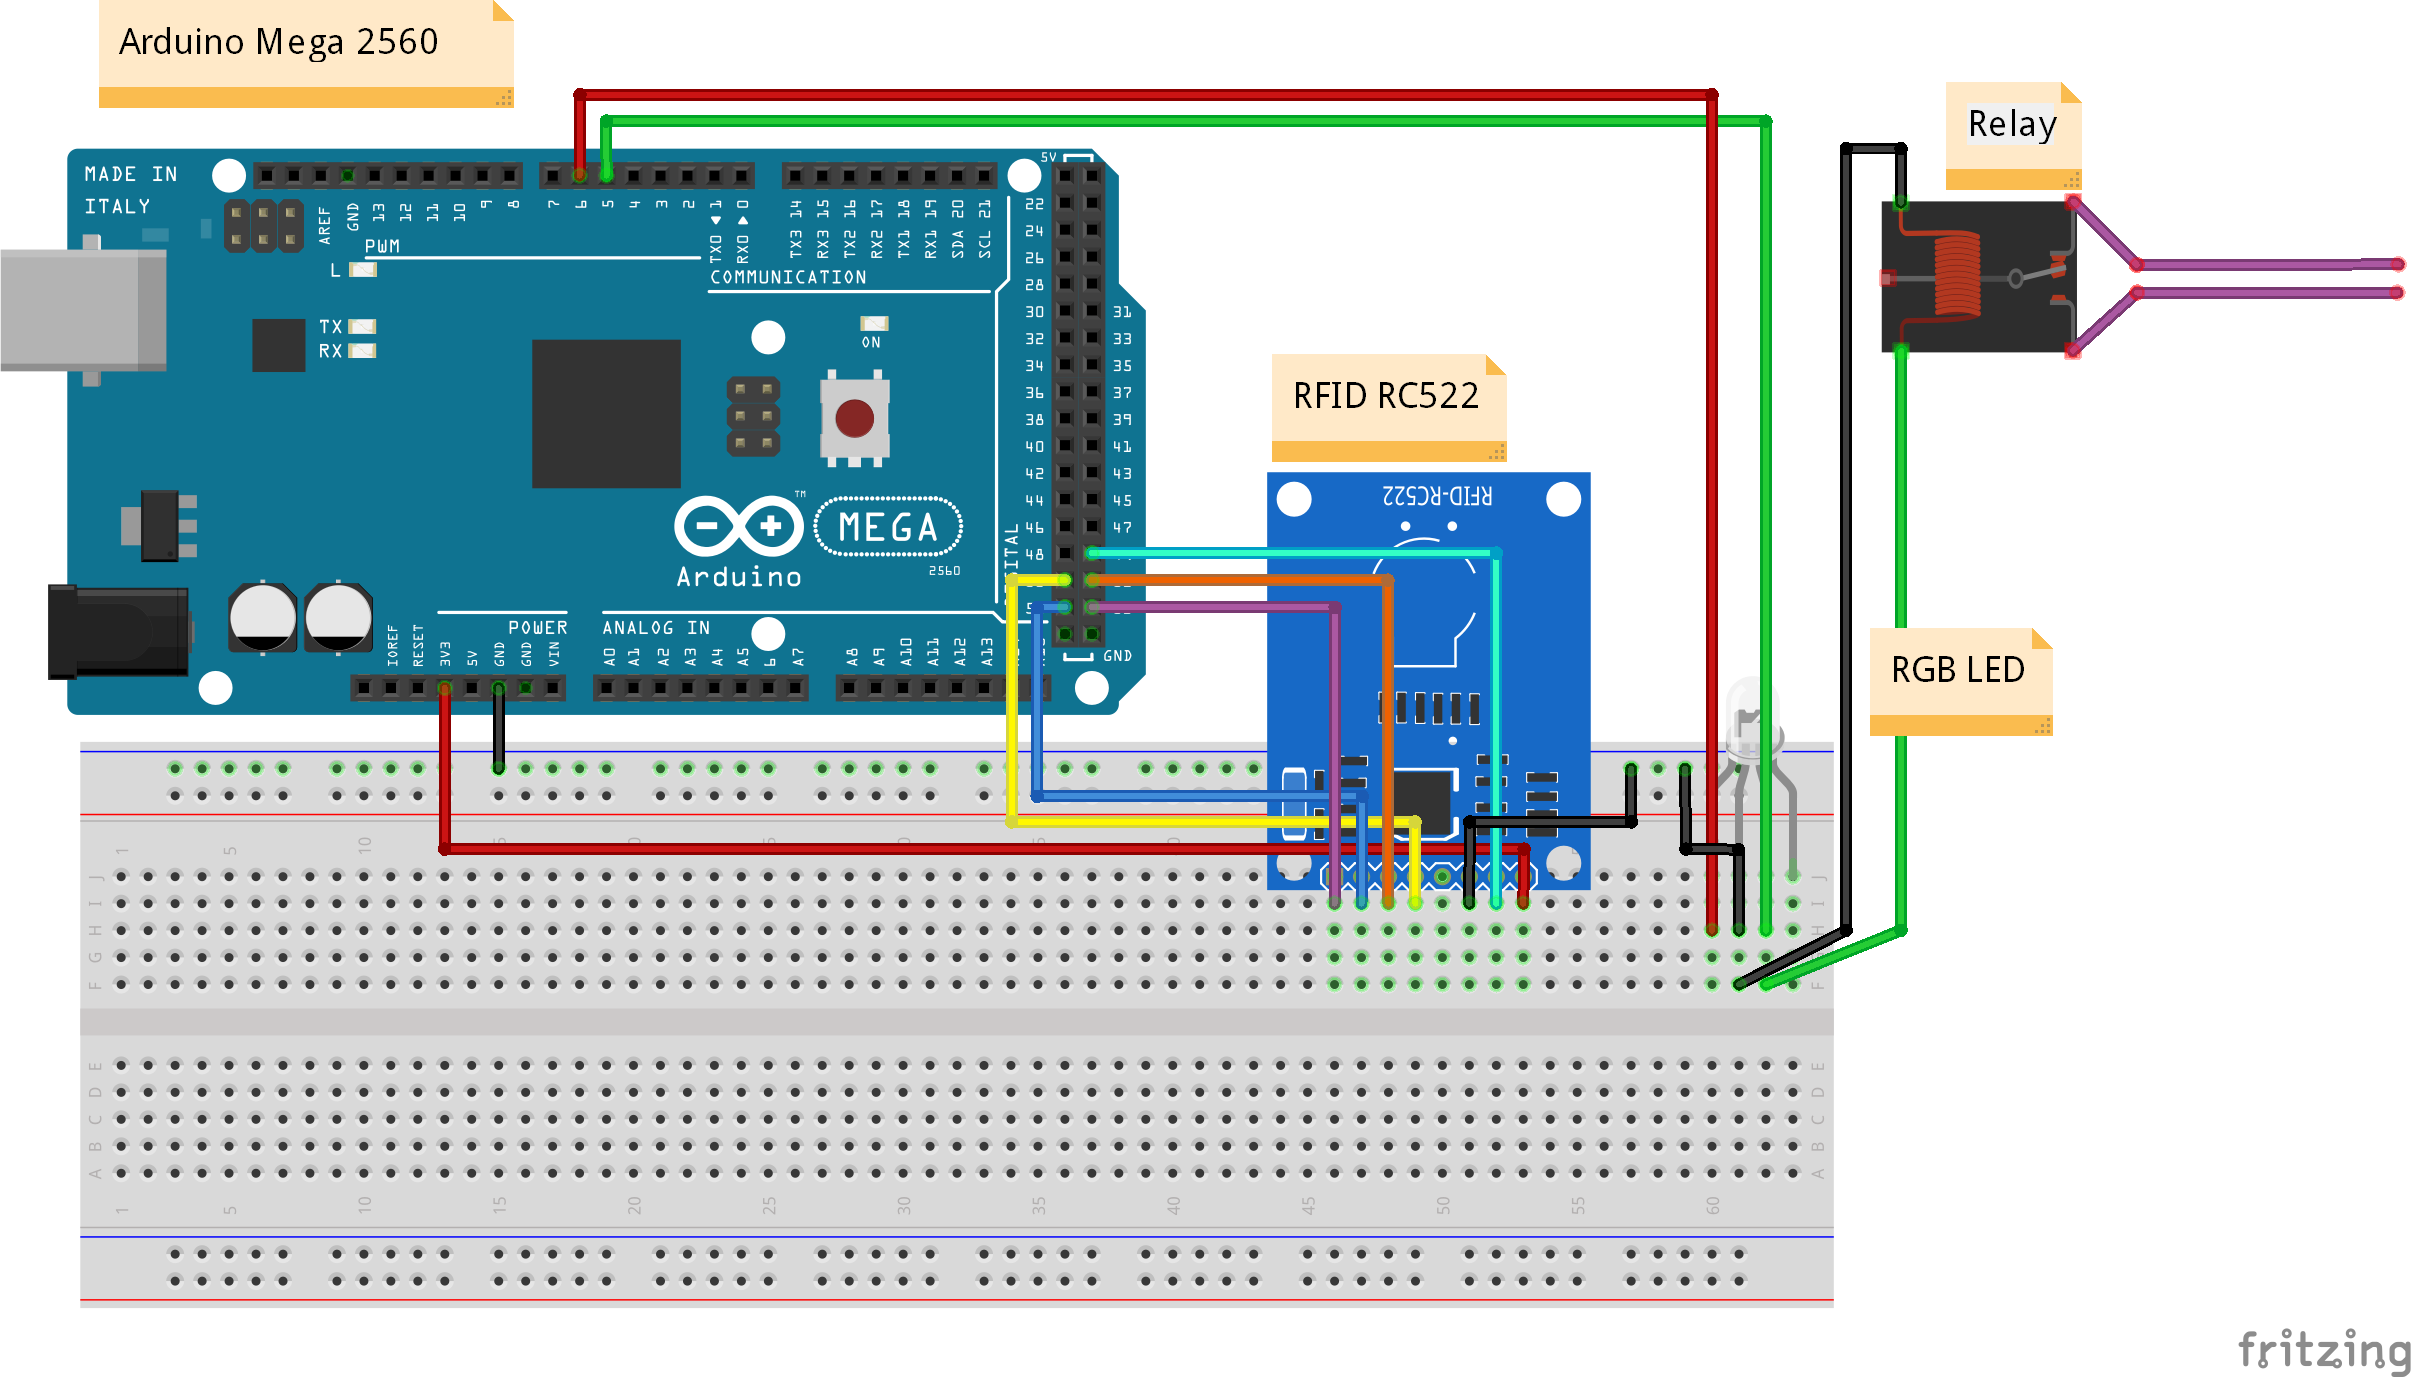 Arduino Mega 2560
Relay
RFID RC522
RGB LED
MADE IN
ITALY
AREF
GND
13
12
11
10
9
8
7
6
5
4
3
2
TX0 1
RX0 0
TX3 14
RX3 15
TX2 16
RX2 17
TX1 18
RX1 19
SDA 20
SCL 21
PWM
L
TX
RX
COMMUNICATION
ON
5V
22
24
26
28
30 31
32 33
34 35
36 37
38 39
40 41
42 43
44 45
46 47
48
GND
MEGA
TM
Arduino
2560
POWER
ANALOG IN
IOREF
RESET
3V3
5V
GND
GND
VIN
A0
A1
A2
A3
A4
A5
A7
A8
A9
A10
A11
A12
A13
RFID-RC522
1 5 10
J J
I I
H H
G
F F
E E
D D
C C
B B
A A
1 5 10 15 20 25 30 35 40 45 50 55 60
fritzing